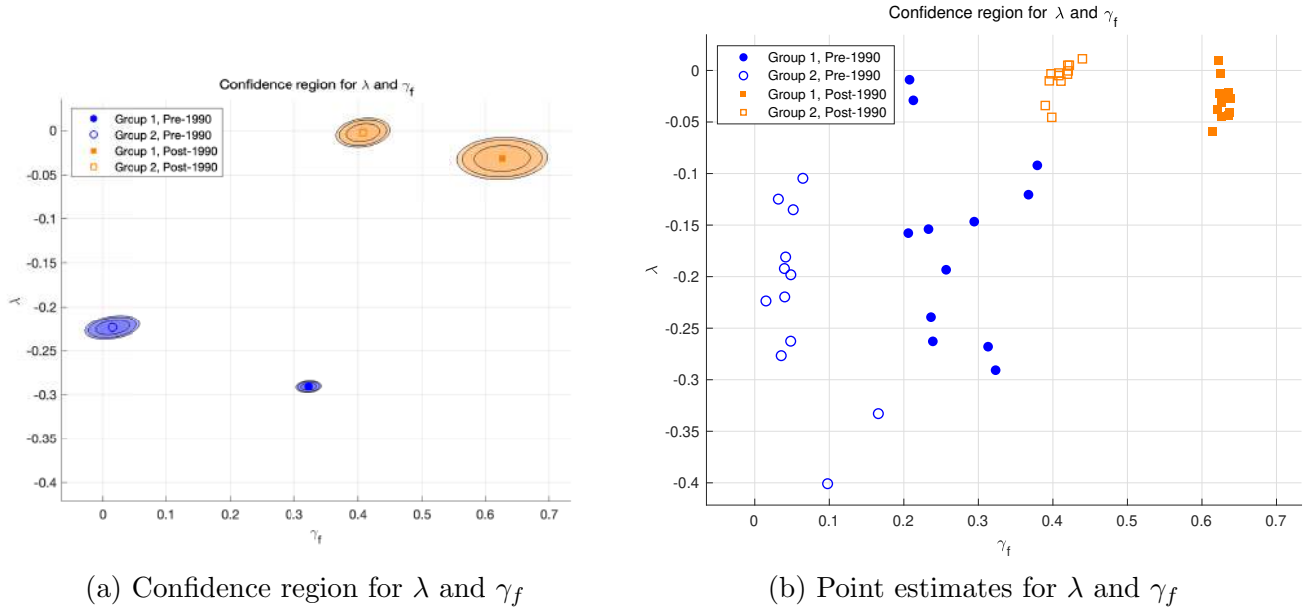 Confidence region for λ and γf
Group 1, Pre-1990
Group 2, Pre-1990
Group 1, Post-1990
Group 2, Post-1990
0
-0.05
-0.1
-0.15
-0.2
-0.25
-0.3
-0.35
-0.4
λ
0 0.1 0.2 0.3 0.4 0.5 0.6 0.7
γf
(a) Confidence region for λ and γf
Confidence region for λ and γf
Group 1, Pre-1990
Group 2, Pre-1990
Group 1, Post-1990
Group 2, Post-1990
0
-0.05
-0.1
-0.15
-0.2
-0.25
-0.3
-0.35
-0.4
λ
0 0.1 0.2 0.3 0.4 0.5 0.6 0.7
γf
(b) Point estimates for λ and γf